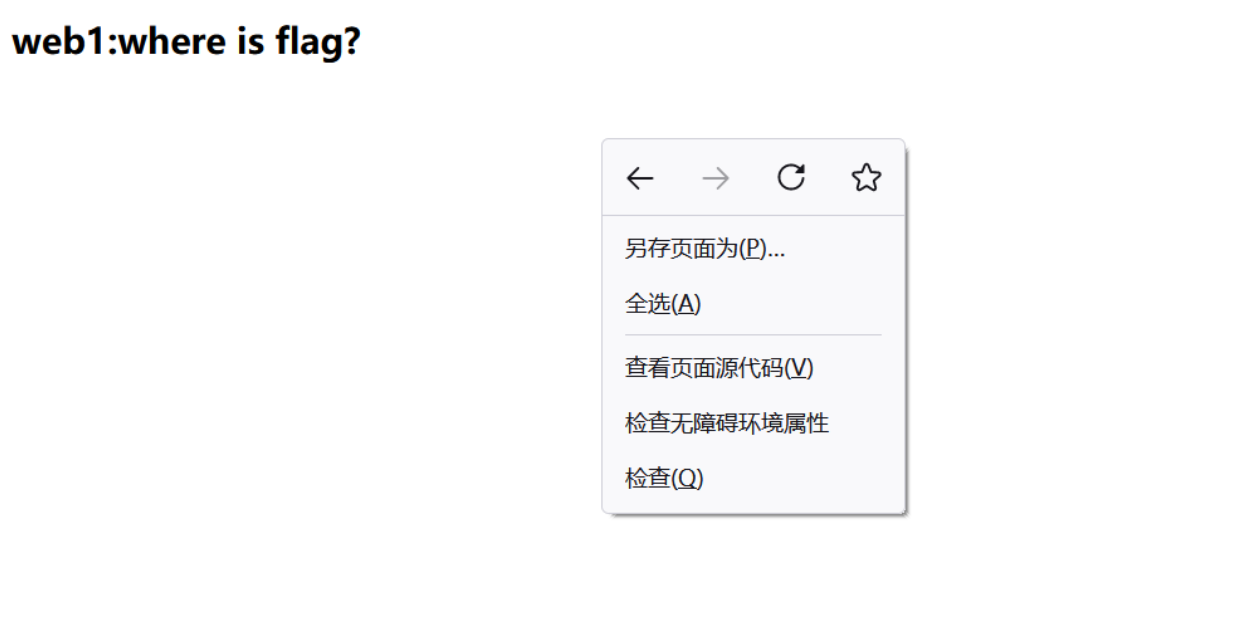 web1:where is flag?
另存页面为(P)...
全选(A)
查看页面源代码(V)
检查无障碍环境属性
检查(Q)